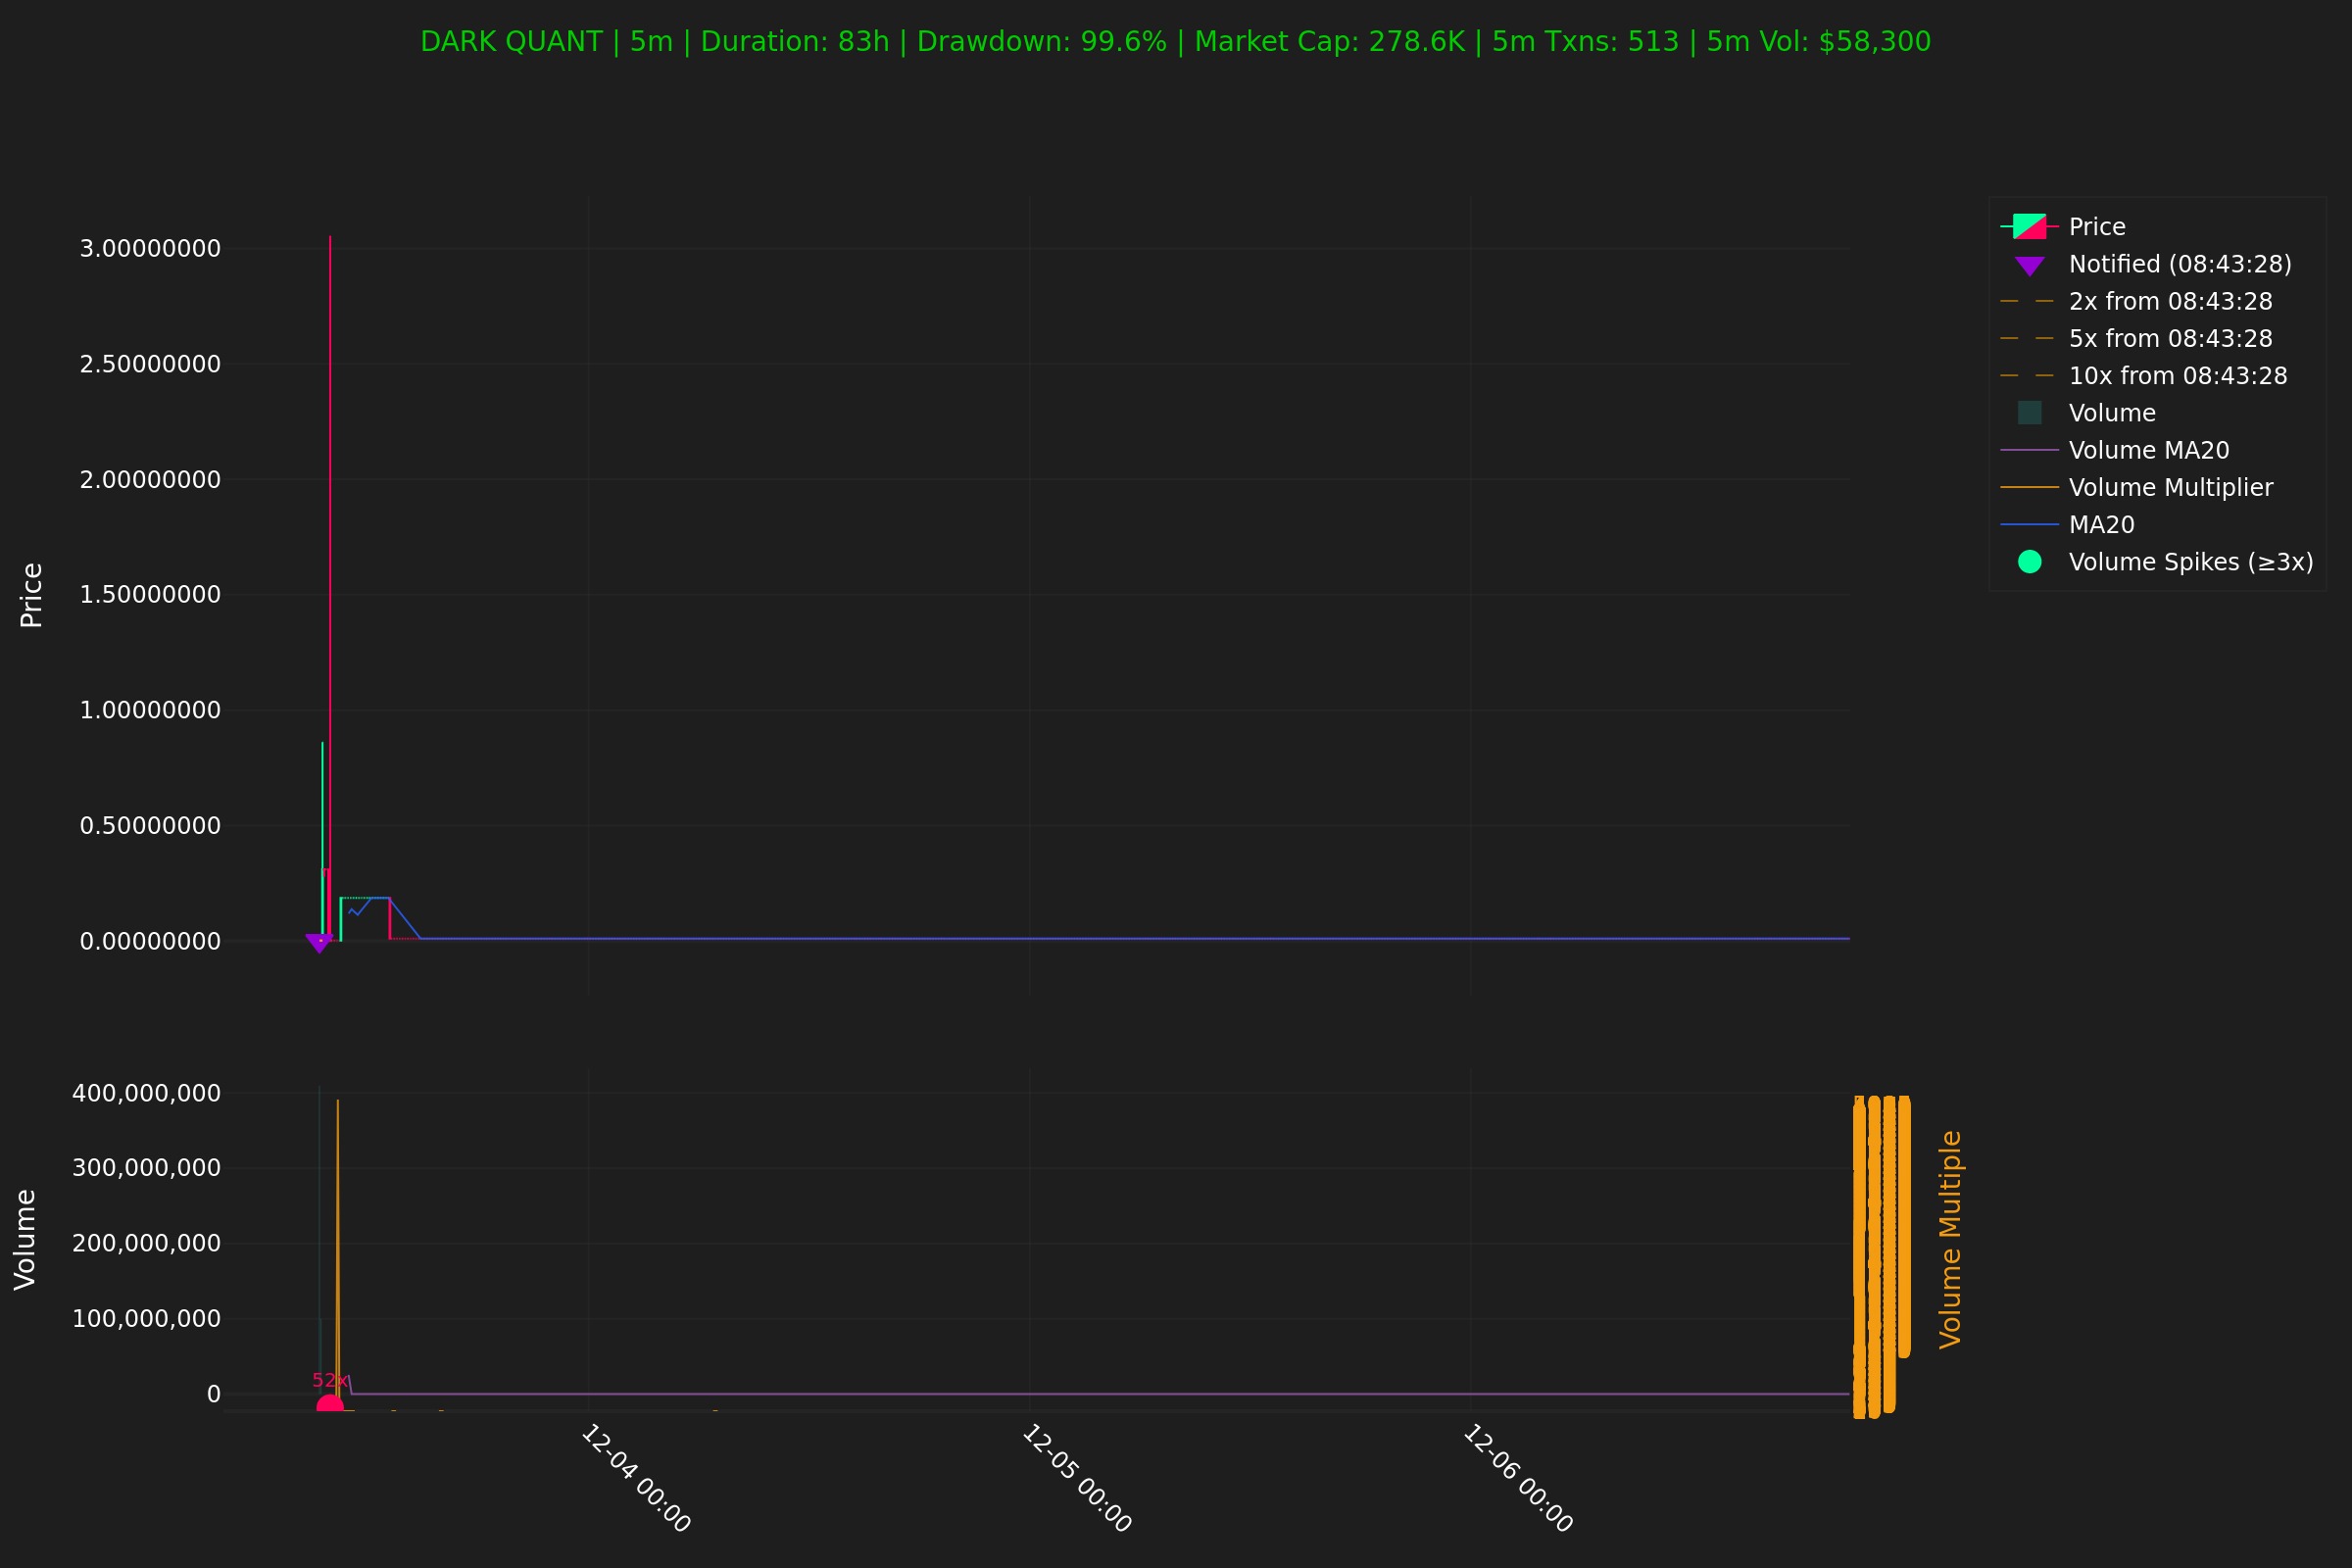 DARK QUANT | 5m | Duration: 83h | Drawdown: 99.6% | Market Cap: 278.6K | 5m Txns: 513 | 5m Vol: $58,300
Price
3.00000000
2.50000000
2.00000000
1.50000000
1.00000000
0.50000000
0.00000000
Price
Notified (08:43:28)
2x from 08:43:28
5x from 08:43:28
10x from 08:43:28
Volume
Volume MA20
Volume Multiplier
MA20
Volume Spikes (≥3x)
Volume
400,000,000
300,000,000
200,000,000
100,000,000
0
52x
Volume Multiple
12-04 00:00
12-05 00:00
12-06 00:00